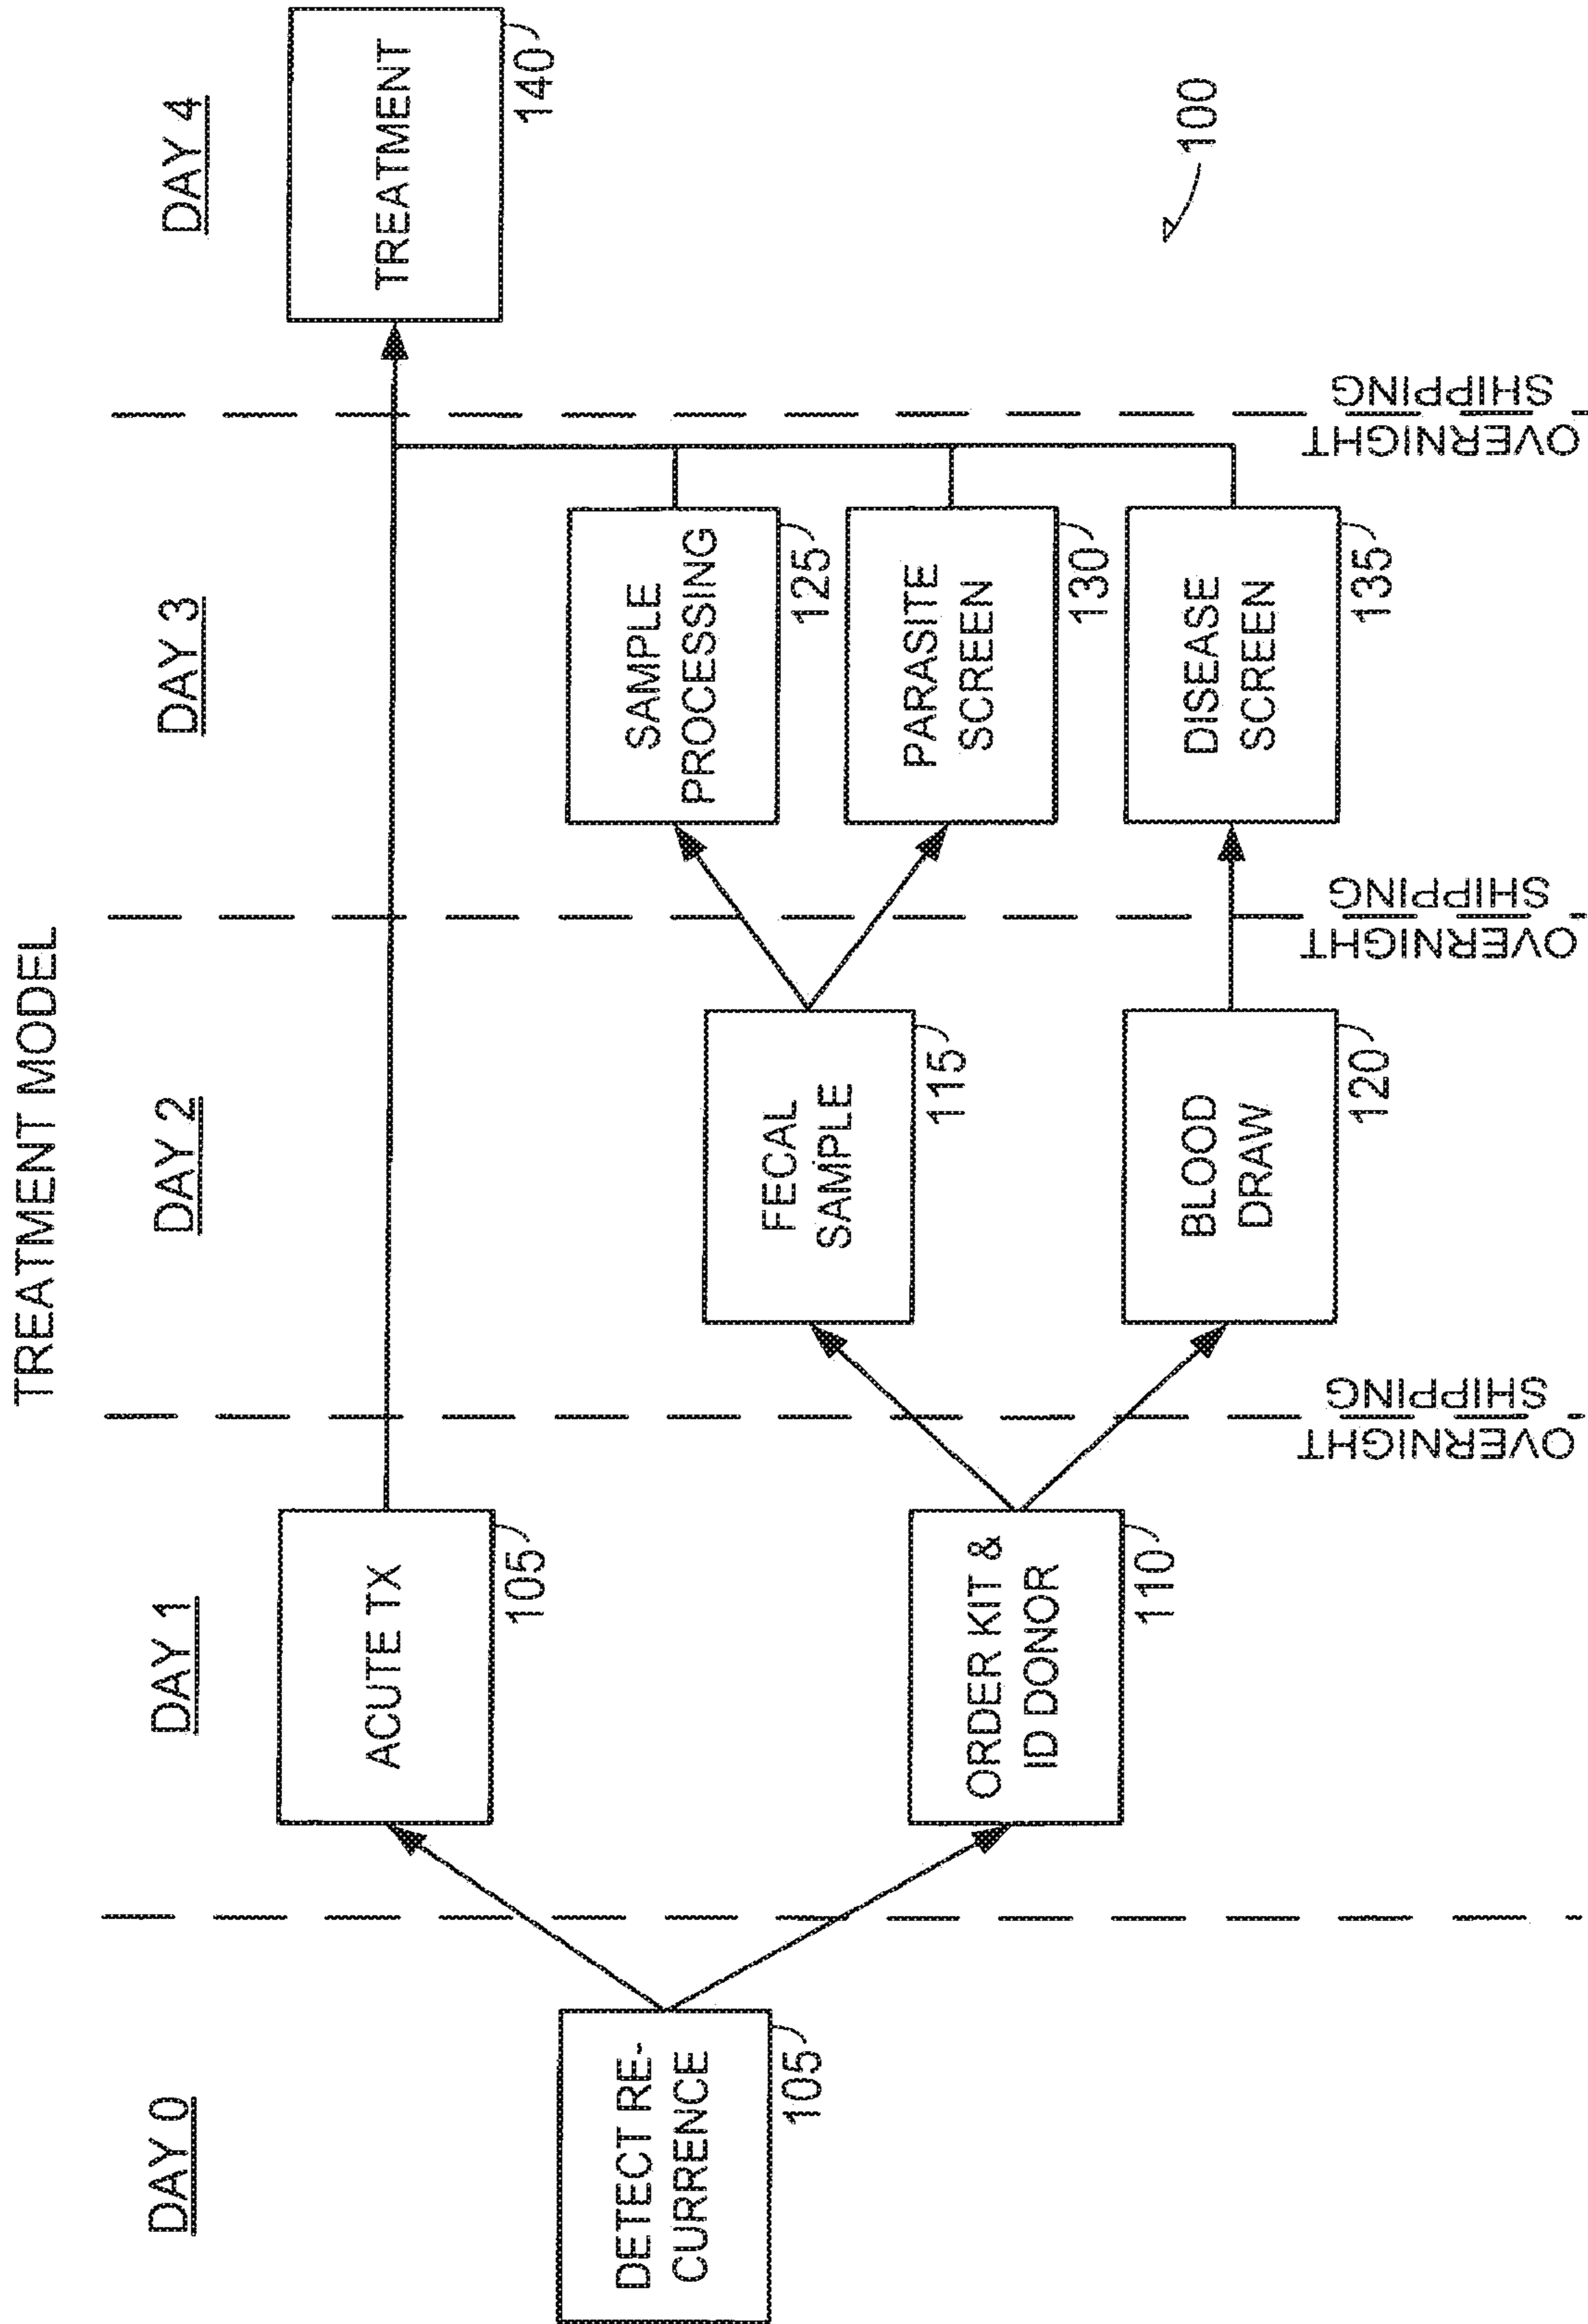 TREATMENT MODEL
DAY 0
DAY 1
DAY 2
DAY 3
DAY 4
DETECT RE-
CURRENCE
105
ACUTE TX
105
ORDER KIT &
ID DONOR
110
OVERNIGHT
SHIPPING
FECAL
SAMPLE
115
BLOOD
DRAW
120
OVERNIGHT
SHIPPING
SAMPLE
PROCESSING
125
PARASITE
SCREEN
130
DISEASE
SCREEN
135
OVERNIGHT
SHIPPING
TREATMENT
140
100